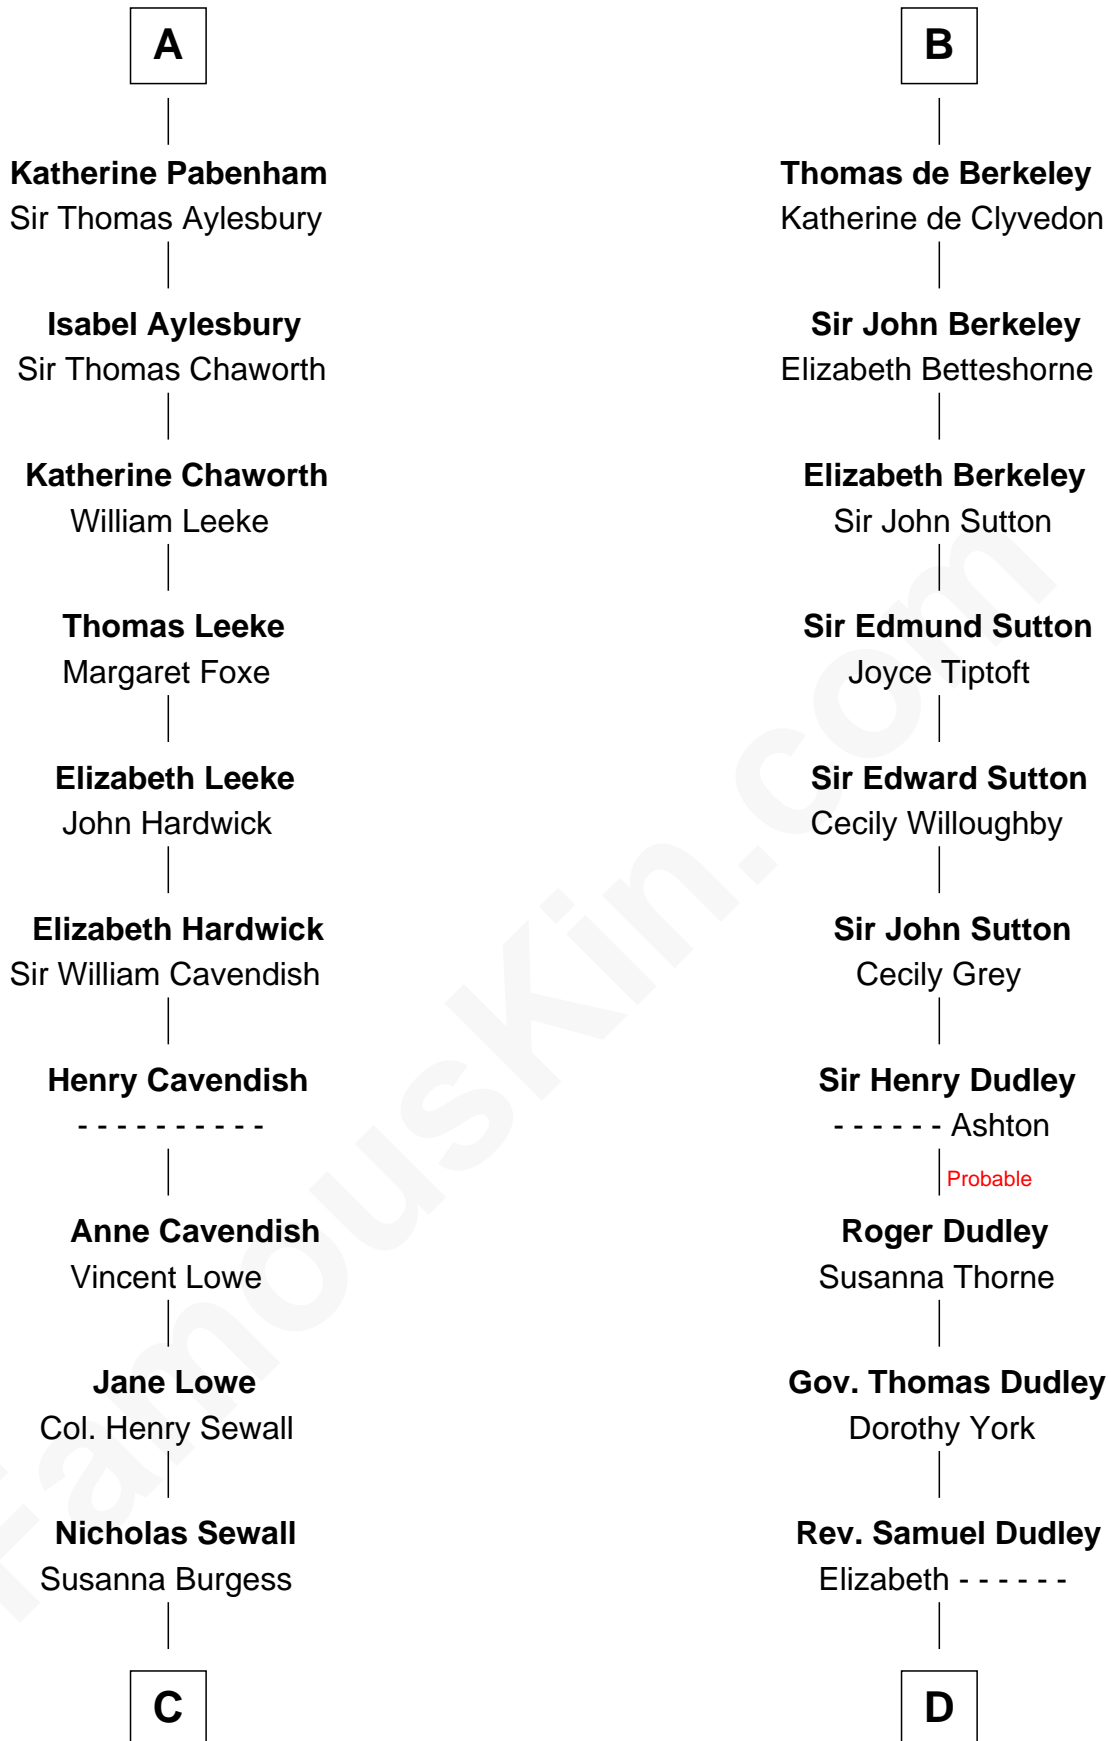 A
Katherine Pabenham
Sir Thomas Aylesbury
Isabel Aylesbury
Sir Thomas Chaworth
Katherine Chaworth
William Leeke
Thomas Leeke
Margaret Foxe
Elizabeth Leeke
John Hardwick
Elizabeth Hardwick
Sir William Cavendish
Henry Cavendish
- - - - - - - - - -
Anne Cavendish
Vincent Lowe
Jane Lowe
Col. Henry Sewall
Nicholas Sewall
Susanna Burgess
C
B
Thomas de Berkeley
Katherine de Clyvedon
Sir John Berkeley
Elizabeth Betteshorne
Elizabeth Berkeley
Sir John Sutton
Sir Edmund Sutton
Joyce Tiptoft
Sir Edward Sutton
Cecily Willoughby
Sir John Sutton
Cecily Grey
Sir Henry Dudley
- - - - - - Ashton
Probable
Roger Dudley
Susanna Thorne
Gov. Thomas Dudley
Dorothy York
Rev. Samuel Dudley
Elizabeth - - - - - -
D
FamousKin.com